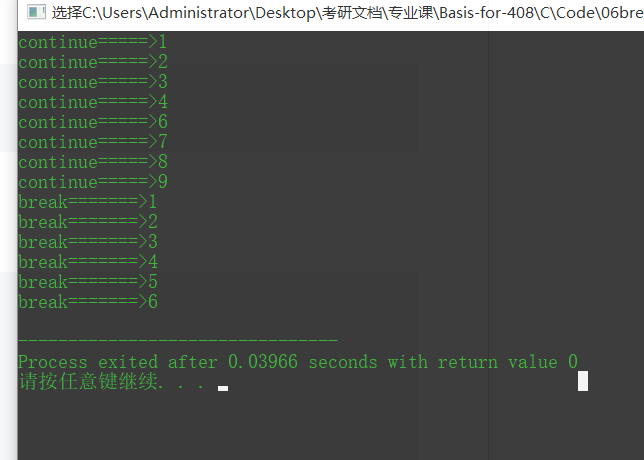 选择C:\Users\Administrator\Desktop\考研文档\专业课\Basis-for-408\C\Code\06bre
continue=====>1
continue=====>2
continue=====>3
continue=====>4
continue=====>6
continue=====>7
continue=====>8
continue=====>9
break=======>1
break=======>2
break=======>3
break=======>4
break=======>5
break=======>6
--------------------------------
Process exited after 0.03966 seconds with return value 0
请按任意键继续. . .